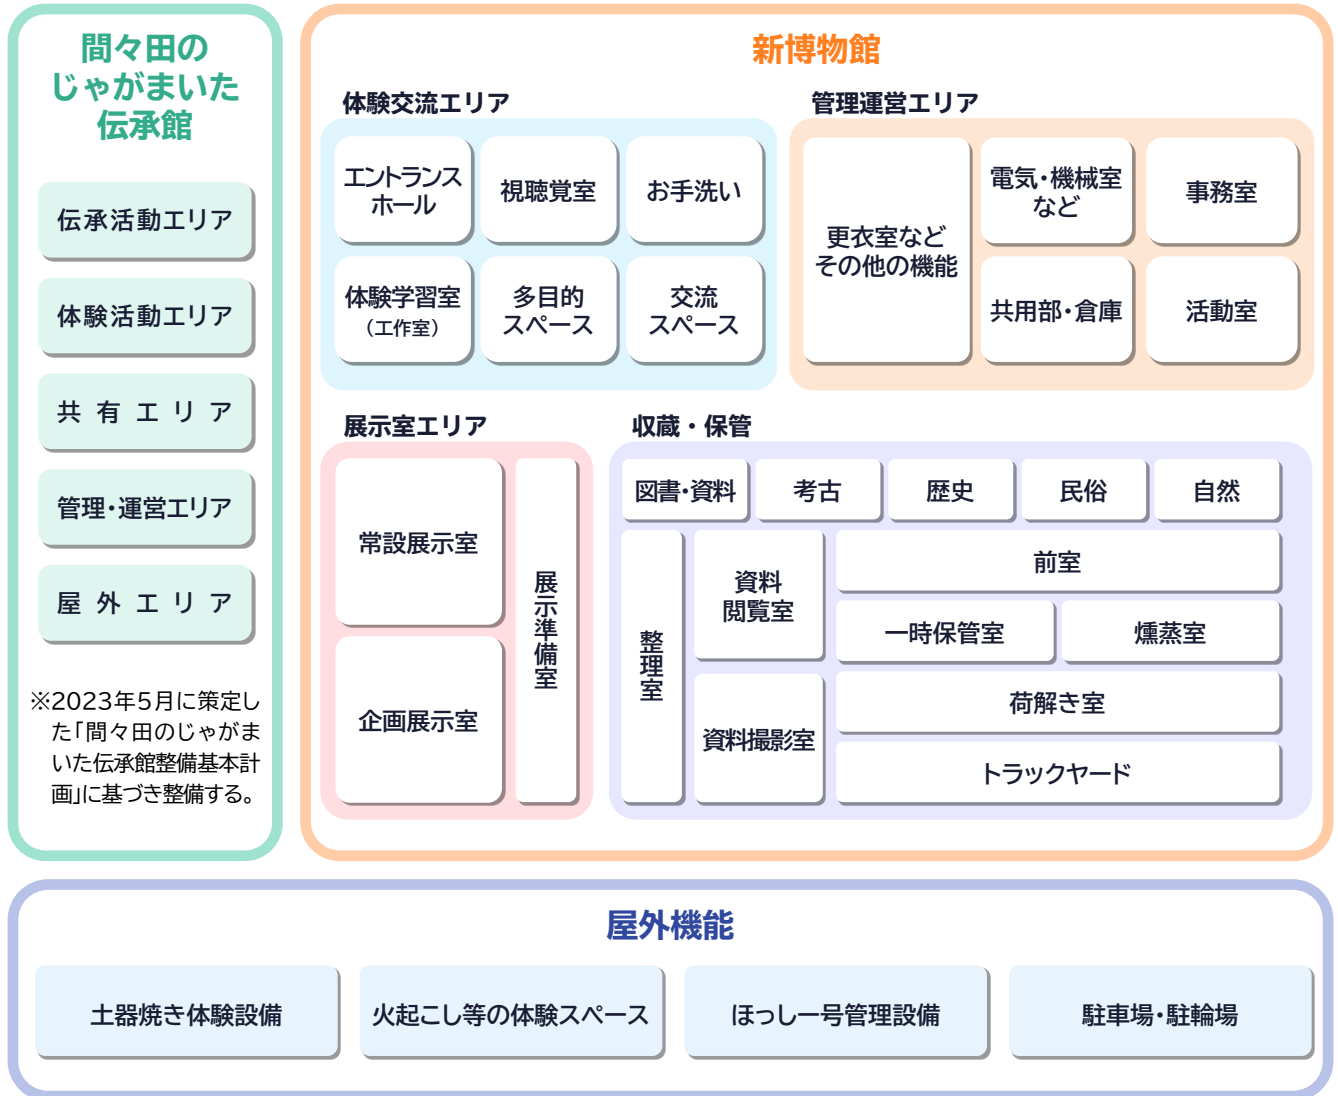 間々田の
じゃがまいた
伝承館
伝承活動エリア
体験活動エリア
共有エリア
管理・運営エリア
屋外エリア
※2023年5月に策定し
た「間々田のじゃがま
いた伝承館整備基本計
画」に基づき整備する。
新博物館
体験交流エリア
エントランス
ホール
視聴覚室
お手洗い
体験学習室
（工作室）
多目的
スペース
交流
スペース
管理運営エリア
更衣室など
その他の機能
電気・機械室
など
事務室
共用部・倉庫
活動室
展示室エリア
常設展示室
企画展示室
展示準備室
収蔵・保管
図書・資料
考古
歴史
民俗
自然
整理室
資料
閲覧室
資料撮影室
前室
一時保管室
燻蒸室
荷解き室
トラックヤード
屋外機能
土器焼き体験設備
火起こし等の体験スペース
ほっしー号管理設備
駐車場・駐輪場